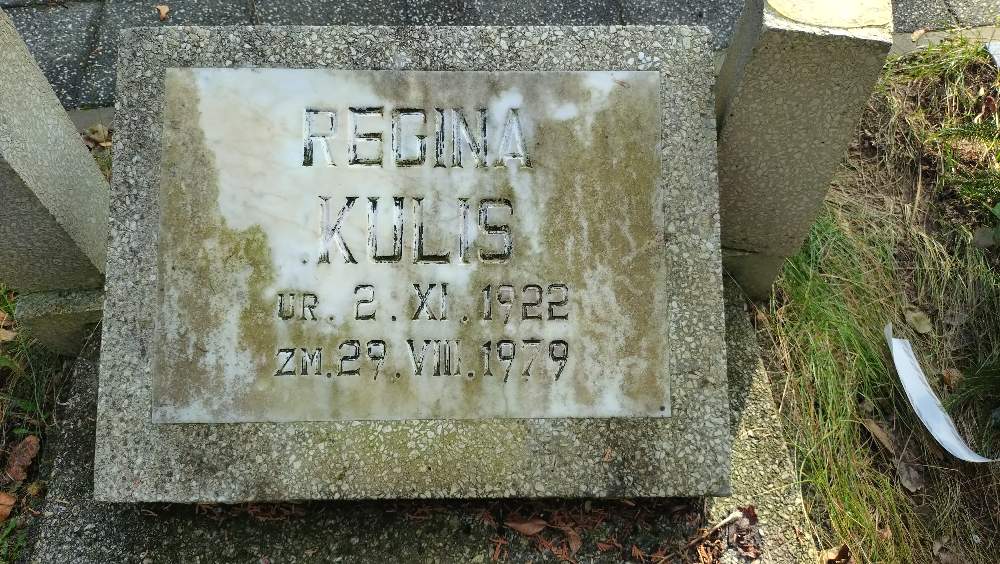 REGINA
KULIS
UR. 2. XI. 1922
ZM. 29. VIII. 1979